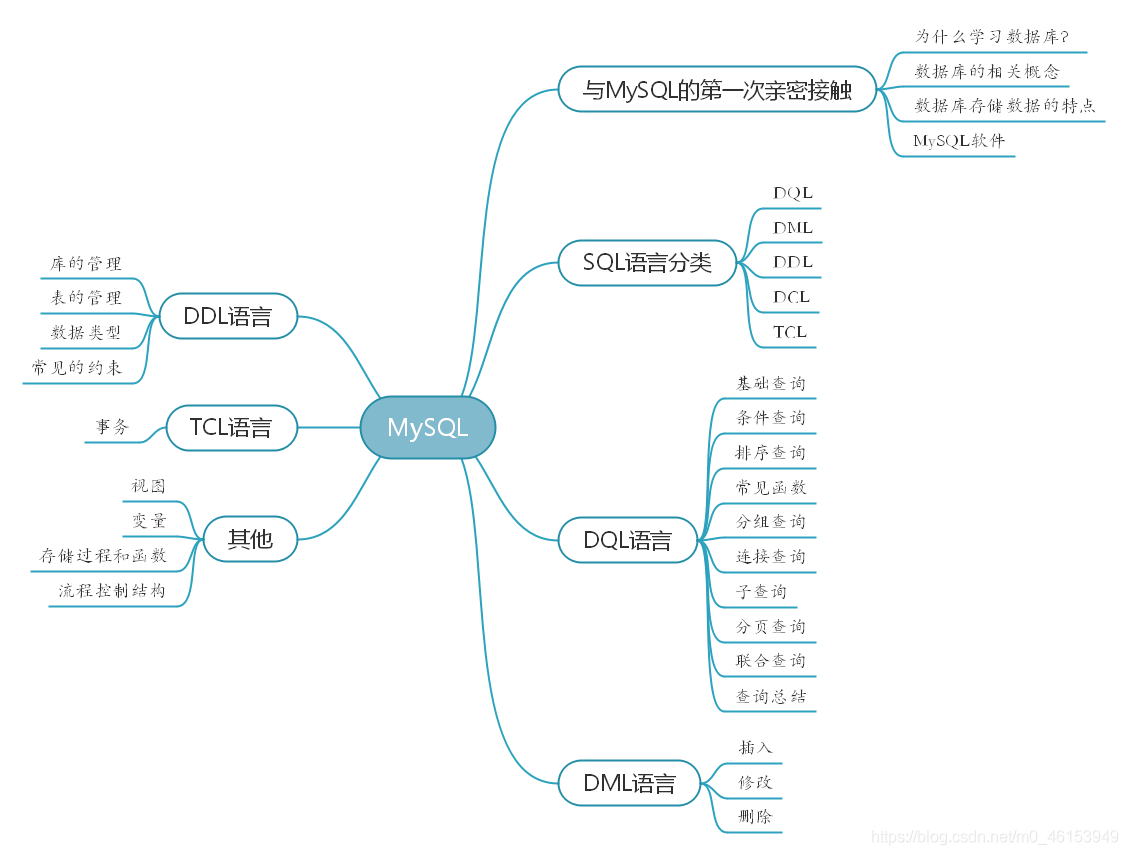 与MySQL的第一次亲密接触
为什么学习数据库?
数据库的相关概念
数据库存储数据的特点
MySQL软件
SQL语言分类
DQL
DML
DDL
DCL
TCL
库的管理
表的管理
数据类型
常见的约束
DDL语言
事务
TCL语言
MySQL
视图
变量
存储过程和函数
流程控制结构
其他
DQL语言
基础查询
条件查询
排序查询
常见函数
分组查询
连接查询
子查询
分页查询
联合查询
查询总结
DML语言
插入
修改
删除
https://blog.csdn.net/m0_46153949